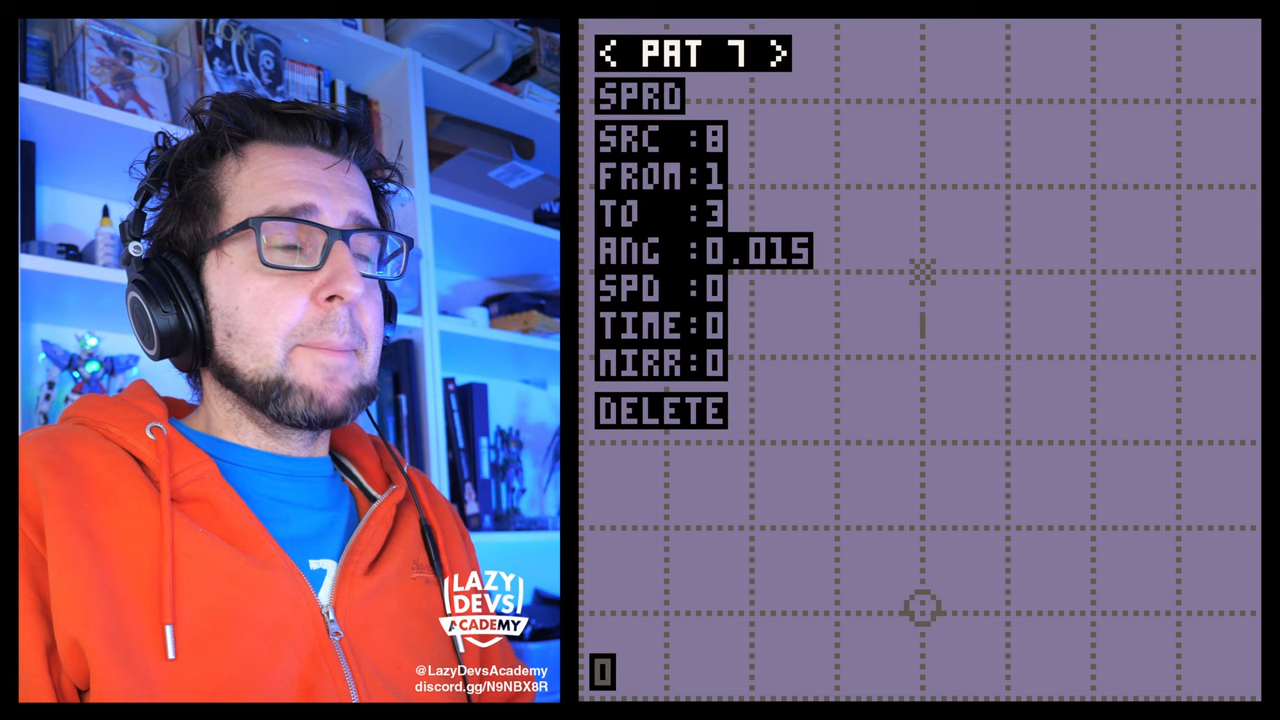 LOKI
< PAT 7 >
SPRD
SRC :8
FROM:1
TO :3
ANG :0.015
SPD :0
TIME:0
MIRR:0
DELETE
0
LAZY
DEVS
ACADEMY
@LazyDevsAcademy
discord.gg/N9NBX8R